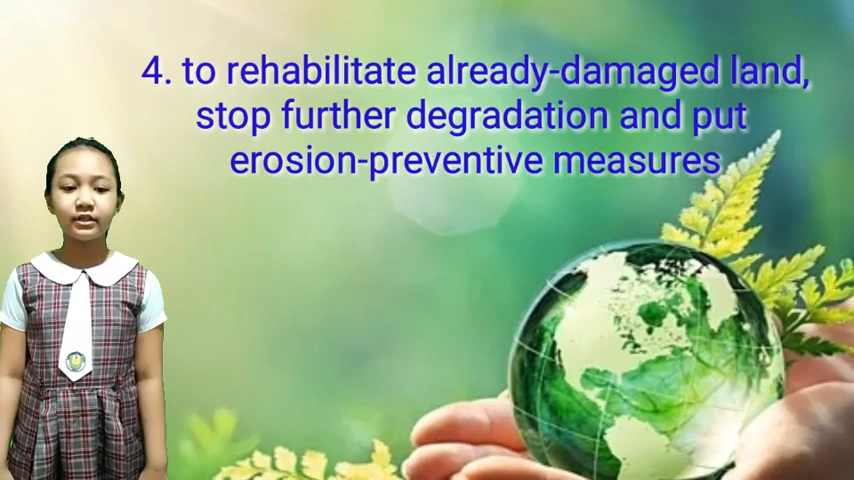 4. to rehabilitate already-damaged land,
stop further degradation and put
erosion-preventive measures